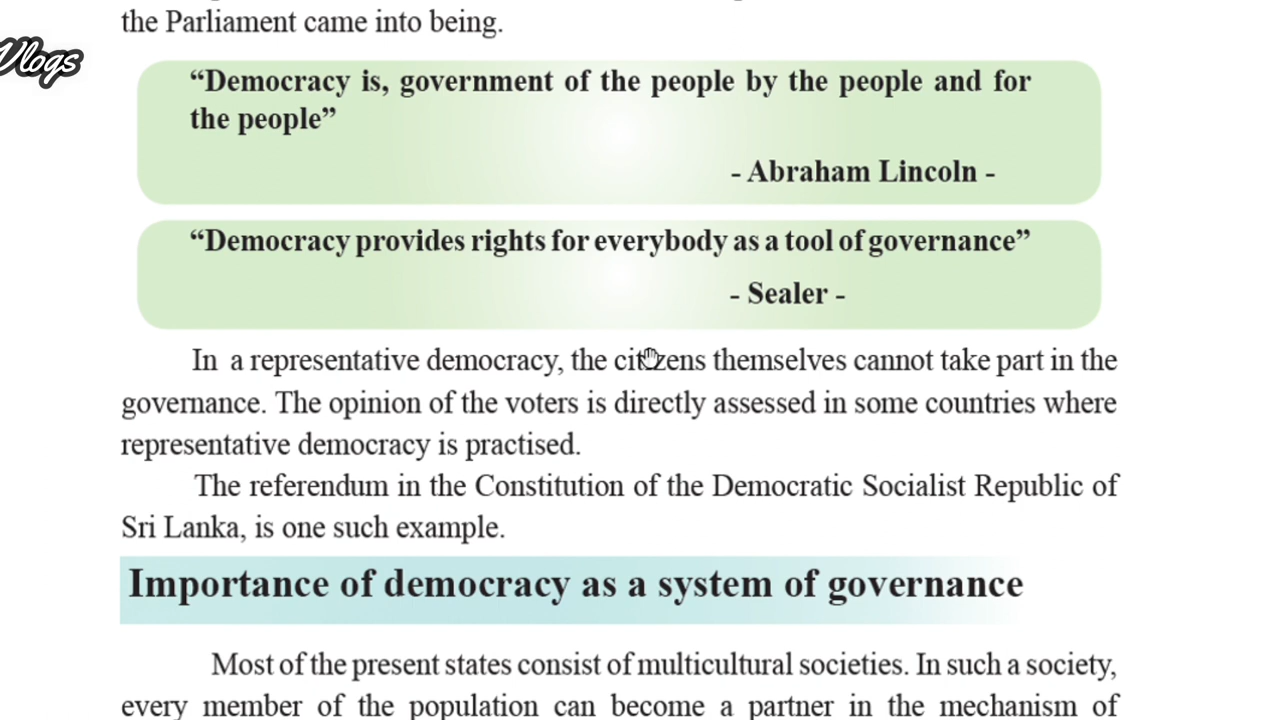 the Parliament came into being.
Vlogs
“Democracy is, government of the people by the people and for
the people”
- Abraham Lincoln -
“Democracy provides rights for everybody as a tool of governance”
- Sealer -
In a representative democracy, the citizens themselves cannot take part in the
governance. The opinion of the voters is directly assessed in some countries where
representative democracy is practised.
The referendum in the Constitution of the Democratic Socialist Republic of
Sri Lanka, is one such example.
Importance of democracy as a system of governance
Most of the present states consist of multicultural societies. In such a society,
every member of the population can become a partner in the mechanism of